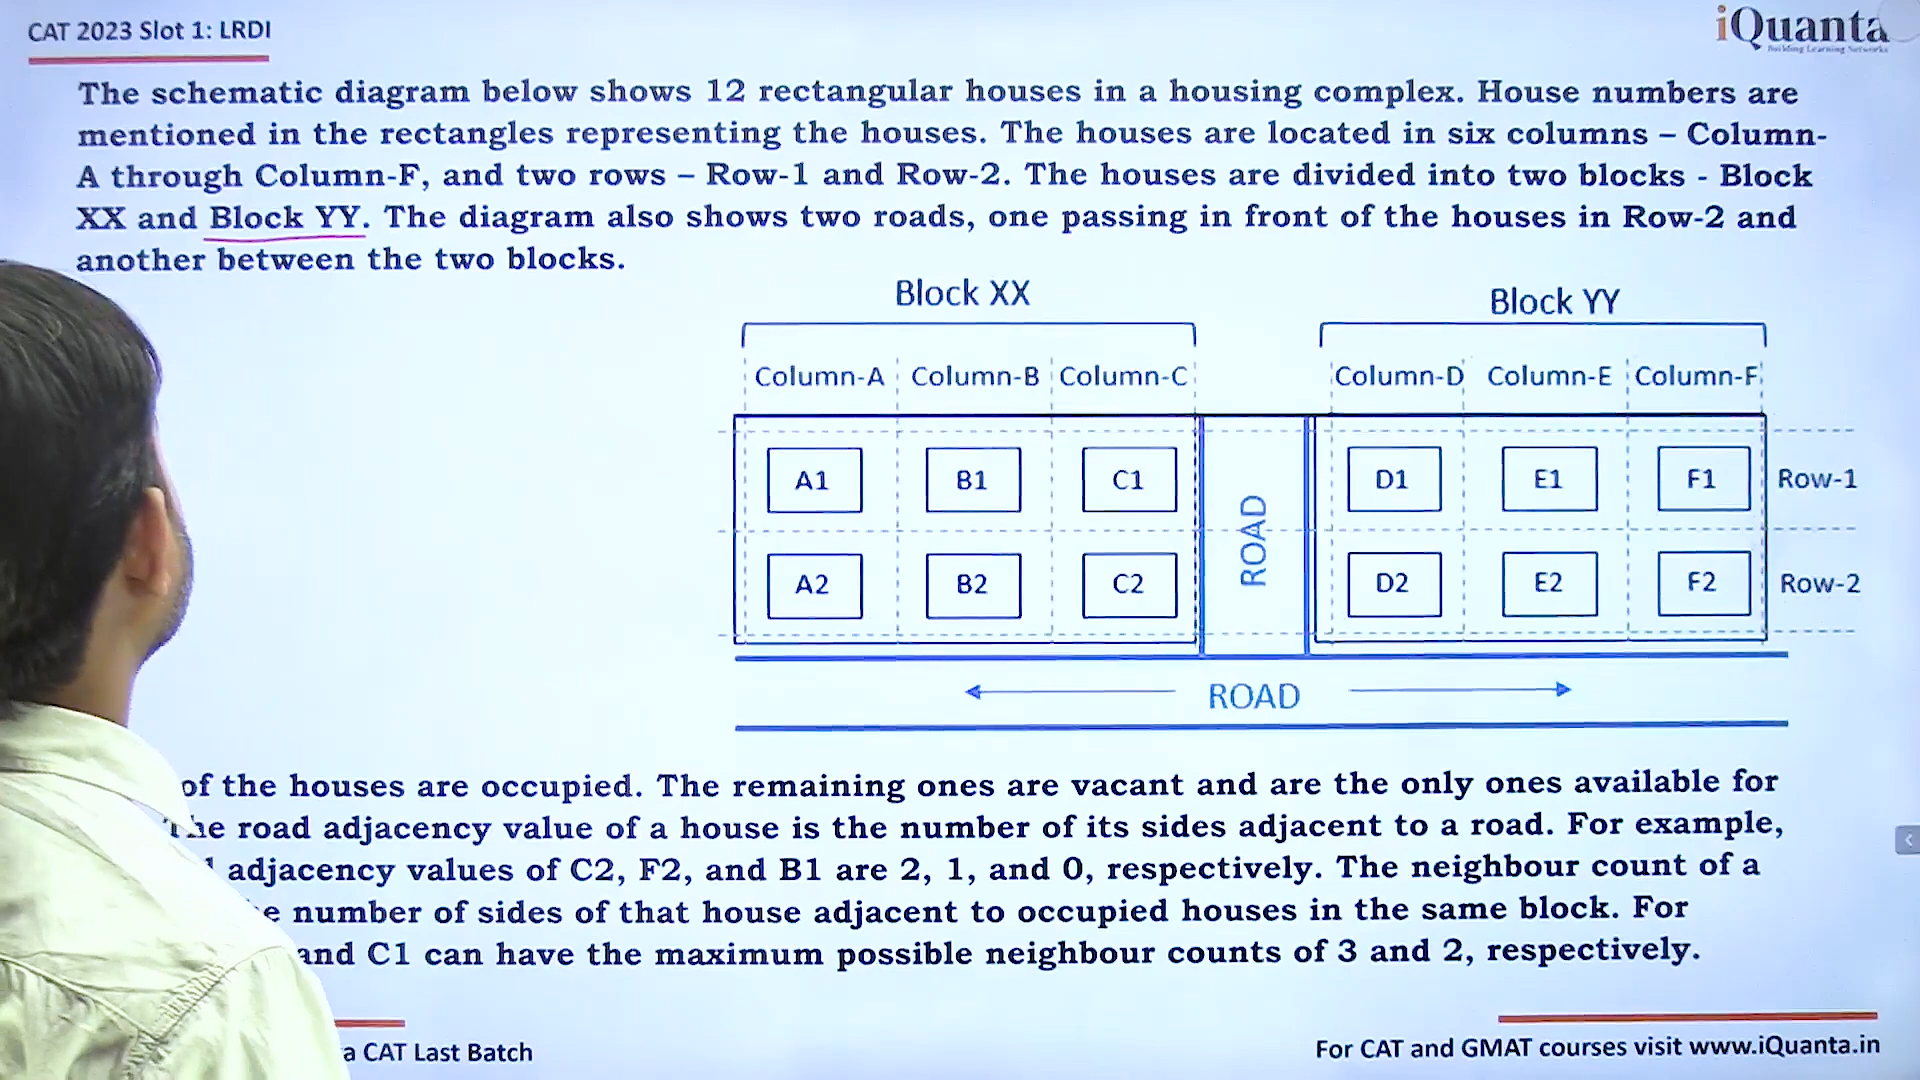 CAT 2023 Slot 1: LRDI
iQuanta
Building Learning Networks
The schematic diagram below shows 12 rectangular houses in a housing complex. House numbers are
mentioned in the rectangles representing the houses. The houses are located in six columns – Column-
A through Column-F, and two rows – Row-1 and Row-2. The houses are divided into two blocks - Block
XX and Block YY. The diagram also shows two roads, one passing in front of the houses in Row-2 and
another between the two blocks.
Block XX
Block YY
Column-A Column-B Column-C Column-D Column-E Column-F
A1 B1 C1 D1 E1 F1 Row-1
ROAD
A2 B2 C2 D2 E2 F2 Row-2
ROAD
of the houses are occupied. The remaining ones are vacant and are the only ones available for
road adjacency value of a house is the number of its sides adjacent to a road. For example,
adjacency values of C2, F2, and B1 are 2, 1, and 0, respectively. The neighbour count of a
number of sides of that house adjacent to occupied houses in the same block. For
and C1 can have the maximum possible neighbour counts of 3 and 2, respectively.
a CAT Last Batch
For CAT and GMAT courses visit www.iQuanta.in